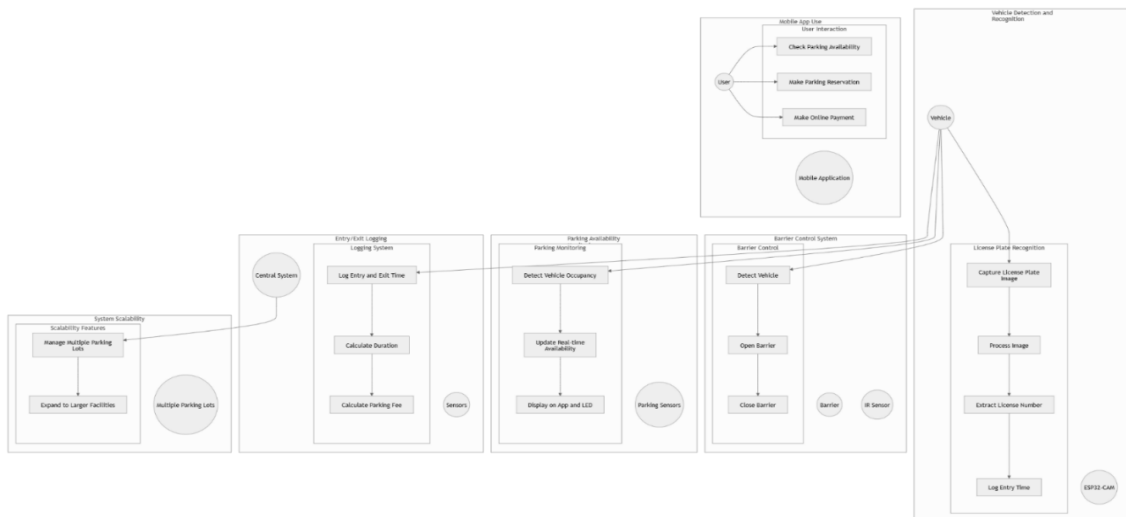 Mobile App Use
User Interaction
Check Parking Availability
User
Make Parking Reservation
Make Online Payment
Mobile Application
Vehicle Detection and
Recognition
Vehicle
License Plate Recognition
Capture License Plate
Image
Process Image
Extract License Number
Log Entry Time
ESP32-CAM
Entry/Exit Logging
Logging System
Central System
Log Entry and Exit Time
Calculate Duration
Calculate Parking Fee
Sensors
Parking Availability
Parking Monitoring
Detect Vehicle Occupancy
Update Real-time
Availability
Display on App and LED
Parking Sensors
Barrier Control System
Barrier Control
Detect Vehicle
Open Barrier
Close Barrier
Barrier
IR Sensor
System Scalability
Scalability Features
Manage Multiple Parking
Lots
Expand to Larger Facilities
Multiple Parking Lots